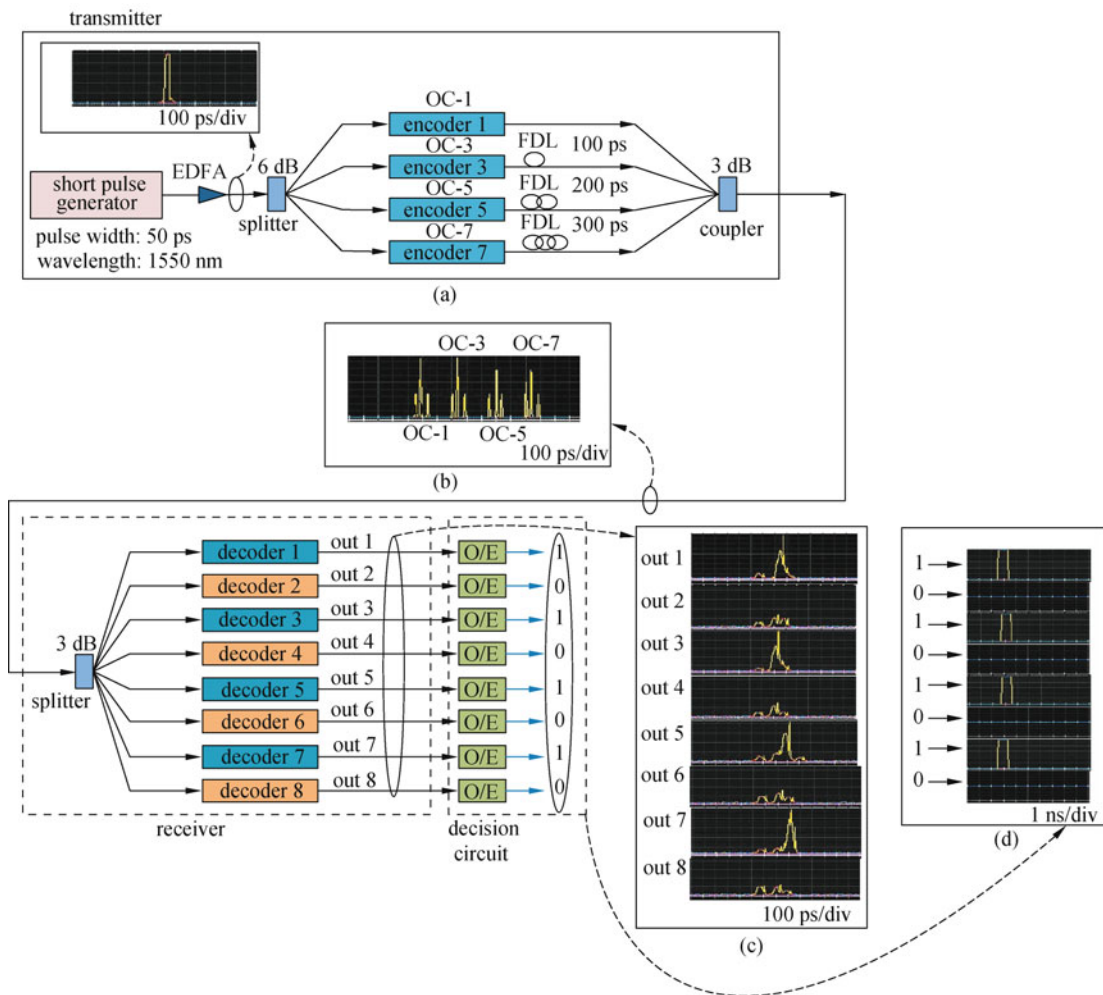 transmitter
100 ps/div
EDFA
short pulse
generator
pulse width: 50 ps
wavelength: 1550 nm
6 dB
splitter
OC-1
encoder 1
OC-3
encoder 3
OC-5
encoder 5
OC-7
encoder 7
FDL 100 ps
FDL 200 ps
FDL 300 ps
3 dB
coupler
(a)
OC-3 OC-7
OC-1 OC-5
100 ps/div
(b)
3 dB
splitter
decoder 1 out 1 O/E 1
decoder 2 out 2 O/E 0
decoder 3 out 3 O/E 1
decoder 4 out 4 O/E 0
decoder 5 out 5 O/E 1
decoder 6 out 6 O/E 0
decoder 7 out 7 O/E 1
decoder 8 out 8 O/E 0
receiver
decision
circuit
out 1
out 2
out 3
out 4
out 5
out 6
out 7
out 8
100 ps/div
(c)
1
0
1
0
1
0
1
0
1 ns/div
(d)